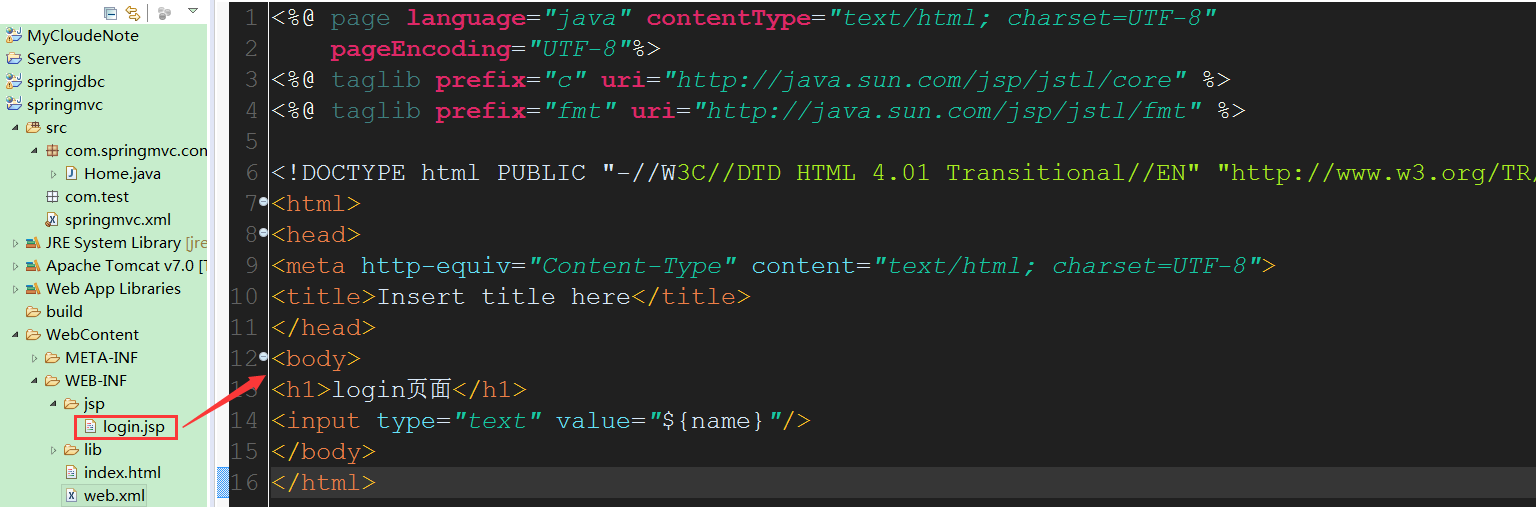 MyCloudeNote
Servers
springjdbc
springmvc
src
com.springmvc.con
Home.java
com.test
springmvc.xml
JRE System Library [jre
Apache Tomcat v7.0 [T
Web App Libraries
build
WebContent
META-INF
WEB-INF
jsp
login.jsp
lib
index.html
web.xml
1 <%@ page language="java" contentType="text/html; charset=UTF-8"
2     pageEncoding="UTF-8"%>
3 <%@ taglib prefix="c" uri="http://java.sun.com/jsp/jstl/core" %>
4 <%@ taglib prefix="fmt" uri="http://java.sun.com/jsp/jstl/fmt" %>
5
6 <!DOCTYPE html PUBLIC "-//W3C//DTD HTML 4.01 Transitional//EN" "http://www.w3.org/TR/
7 <html>
8 <head>
9 <meta http-equiv="Content-Type" content="text/html; charset=UTF-8">
10 <title>Insert title here</title>
11 </head>
12 <body>
13 <h1>login页面</h1>
14 <input type="text" value="${name}"/>
15 </body>
16 </html>